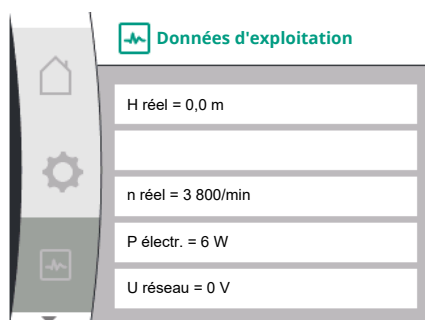 Données d'exploitation
H réel = 0,0 m
n réel = 3 800/min
P électr. = 6 W
U réseau = 0 V